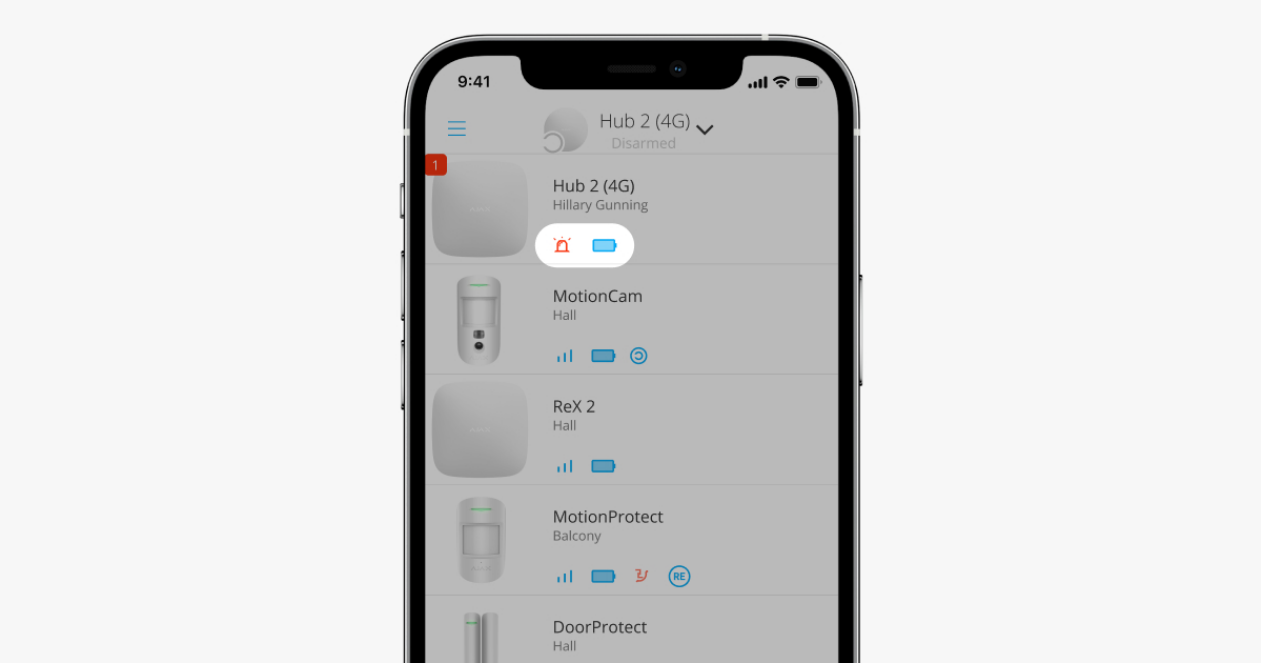 9:41
Hub 2 (4G)
Disarmed
1
Hub 2 (4G)
Hillary Gunning
MotionCam
Hall
ReX 2
Hall
MotionProtect
Balcony
RE
DoorProtect
Hall